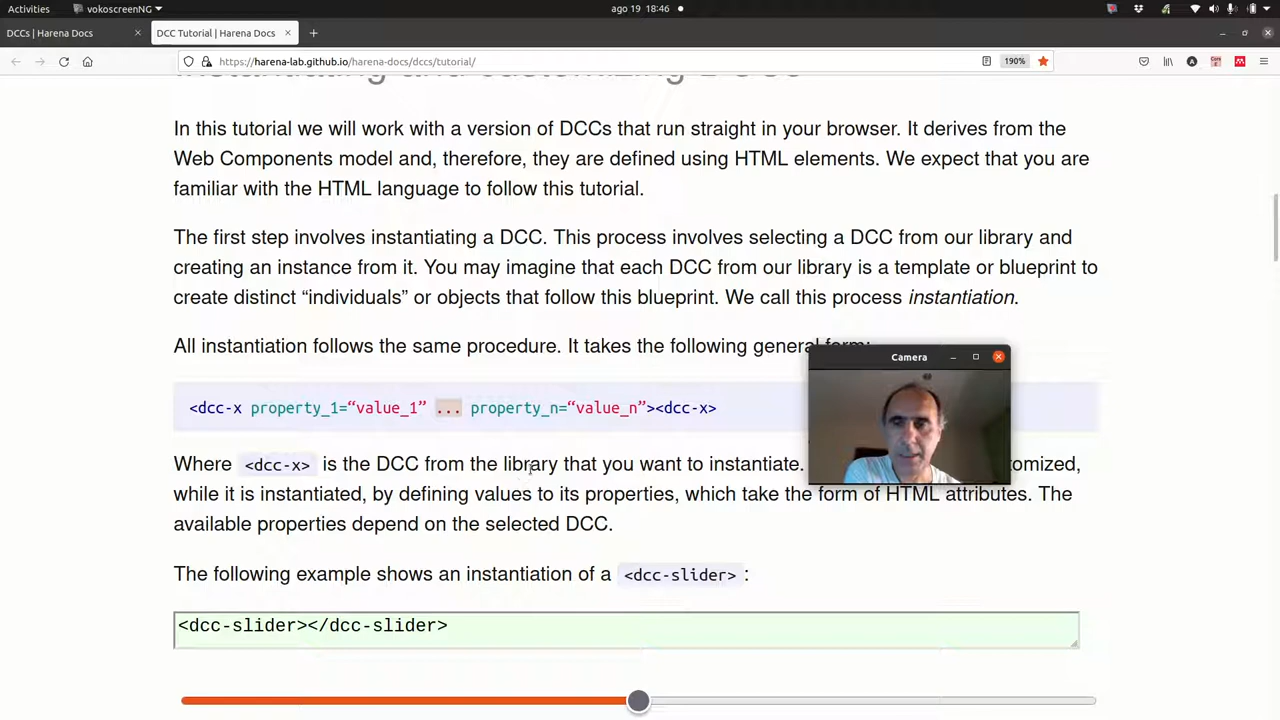 Activities
vokoscreenNG
ago 19 18:46
DCCs | Harena Docs
DCC Tutorial | Harena Docs
https://harena-lab.github.io/harena-docs/dccs/tutorial/
190%
In this tutorial we will work with a version of DCCs that run straight in your browser. It derives from the
Web Components model and, therefore, they are defined using HTML elements. We expect that you are
familiar with the HTML language to follow this tutorial.
The first step involves instantiating a DCC. This process involves selecting a DCC from our library and
creating an instance from it. You may imagine that each DCC from our library is a template or blueprint to
create distinct “individuals” or objects that follow this blueprint. We call this process instantiation.
All instantiation follows the same procedure. It takes the following general form:
Camera
<dcc-x property_1=“value_1” ... property_n=“value_n”><dcc-x>
Where <dcc-x> is the DCC from the library that you want to instantiate. omized,
while it is instantiated, by defining values to its properties, which take the form of HTML attributes. The
available properties depend on the selected DCC.
The following example shows an instantiation of a <dcc-slider> :
<dcc-slider></dcc-slider>